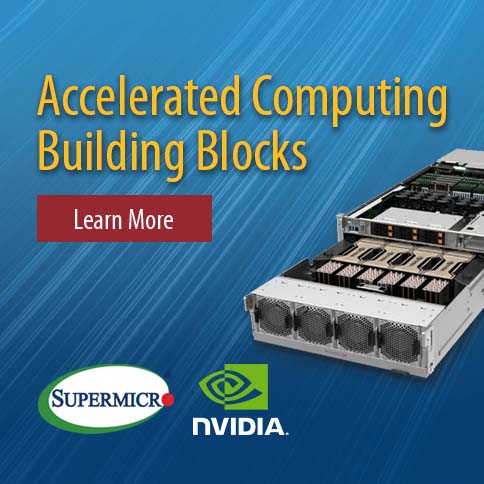 Accelerated Computing
Building Blocks
Learn More
SUPERMICRO
NVIDIA.